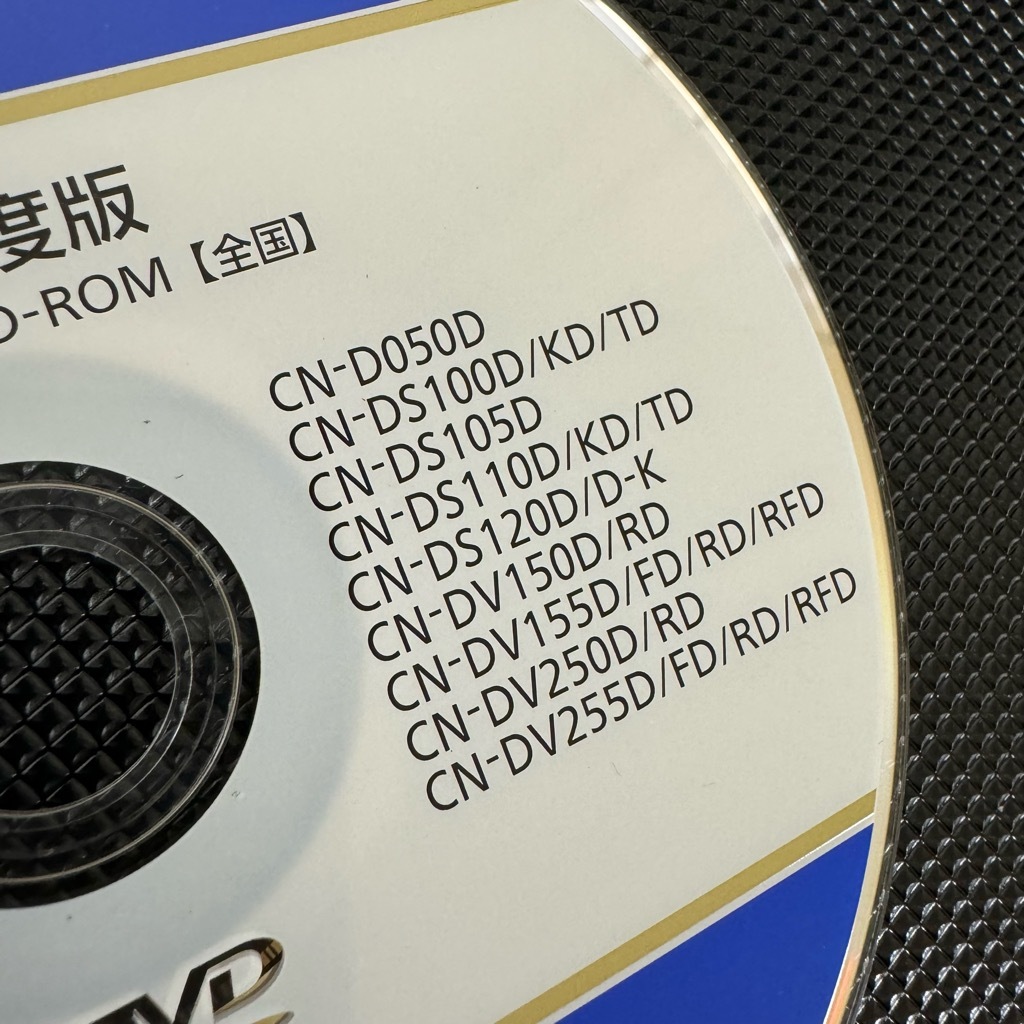 度版
D-ROM【全国】
CN-D050D
CN-DS100D/KD/TD
CN-DS105D
CN-DS110D/KD/TD
CN-DS120D/D-K
CN-DV150D/RD
CN-DV155D/FD/RD/RFD
CN-DV250D/RD
CN-DV255D/FD/RD/RFD